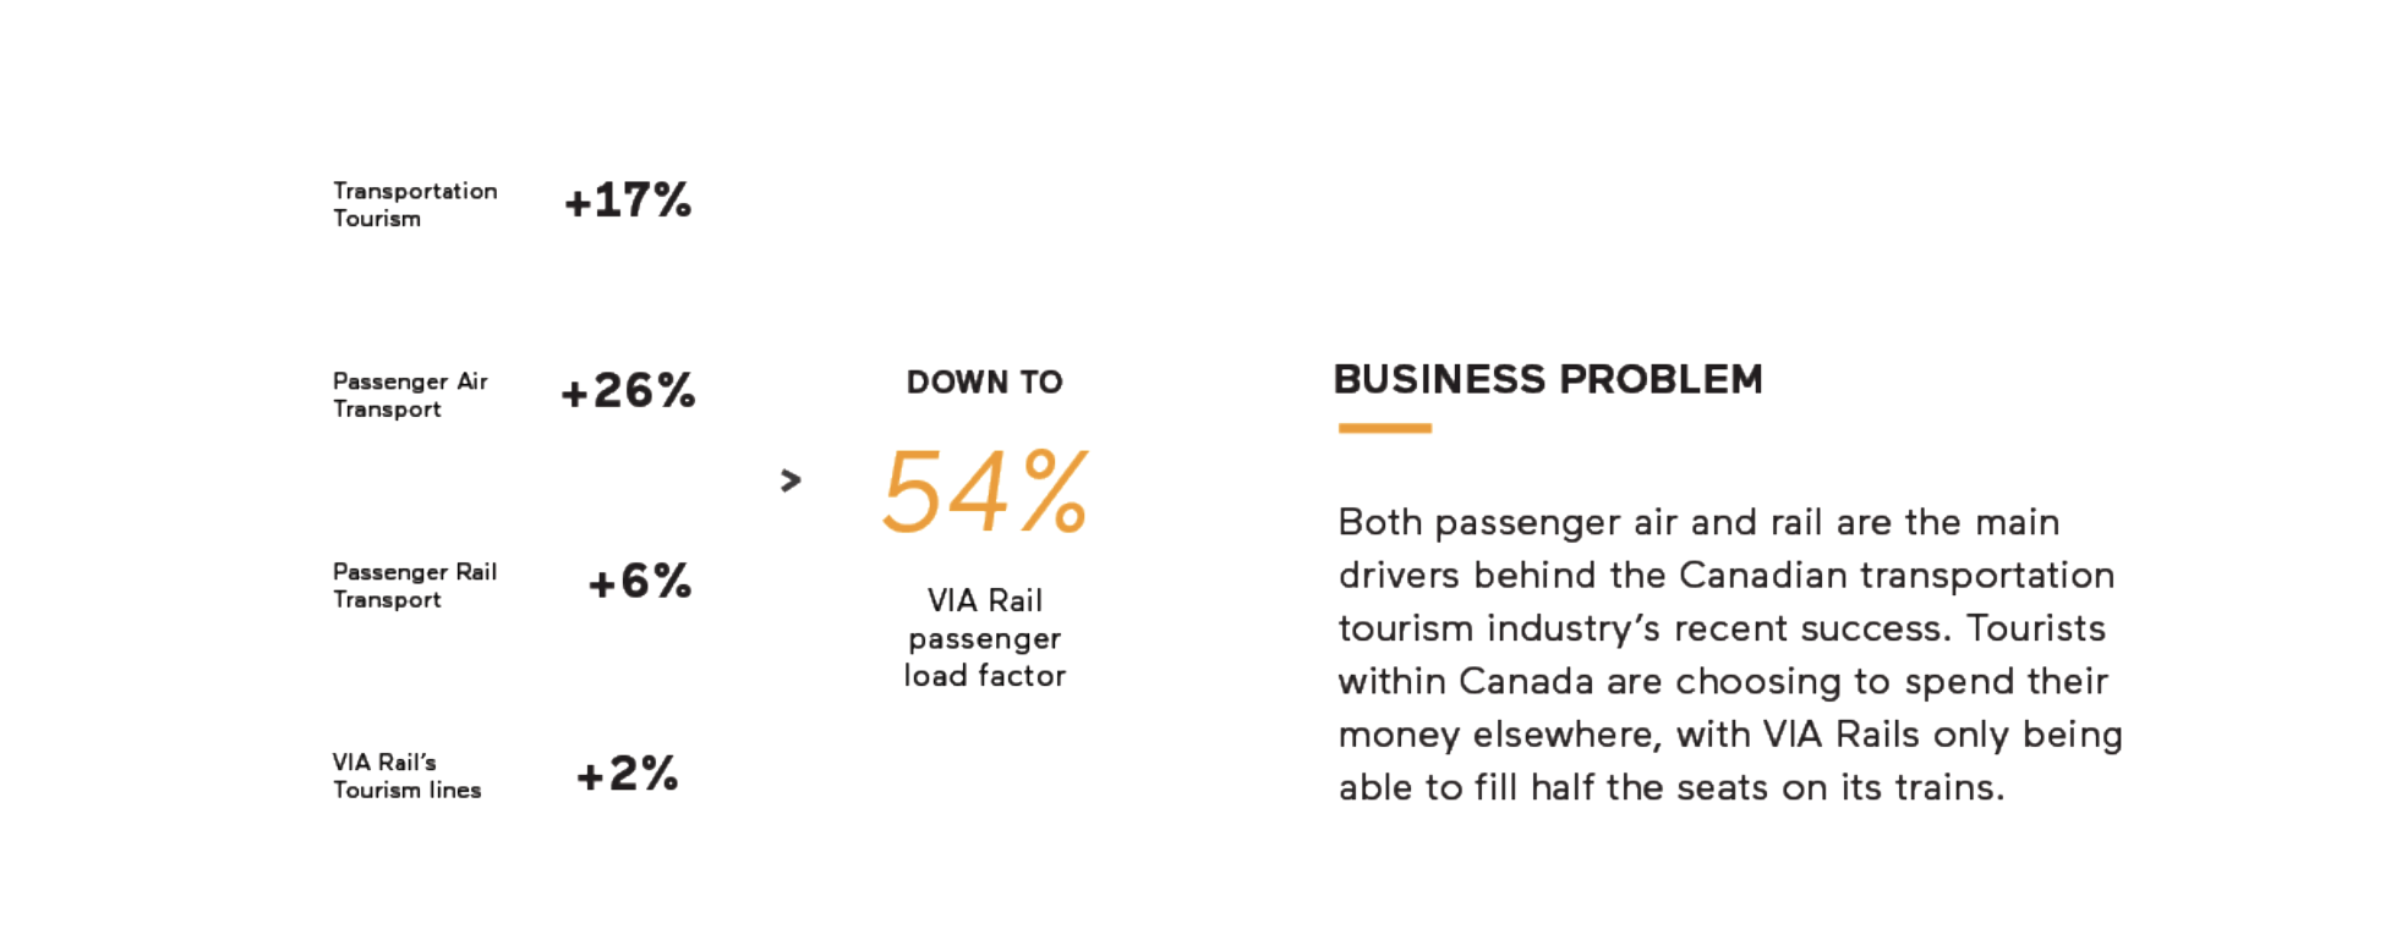 Transportation
Tourism
+17%
Passenger Air
Transport
+26%
Passenger Rail
Transport
+6%
VIA Rail’s
Tourism lines
+2%
>
DOWN TO
54%
VIA Rail
passenger
load factor
BUSINESS PROBLEM
Both passenger air and rail are the main
drivers behind the Canadian transportation
tourism industry’s recent success. Tourists
within Canada are choosing to spend their
money elsewhere, with VIA Rails only being
able to fill half the seats on its trains.